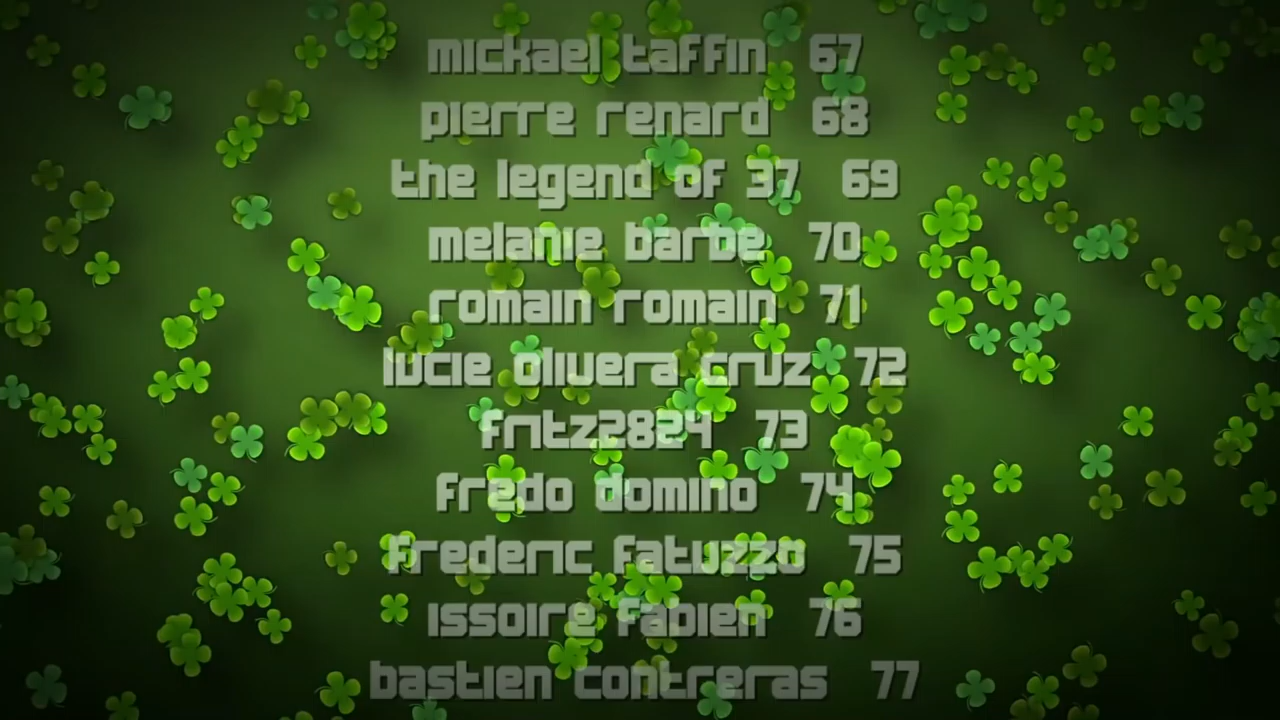 mickael taffin 67
pierre renard 68
the legend of 37 69
melanie barbe 70
romain romain 71
lucie olivera cruz 72
fritz2824 73
fredo domino 74
frederic fatuzzo 75
issoire fabien 76
bastien contreras 77